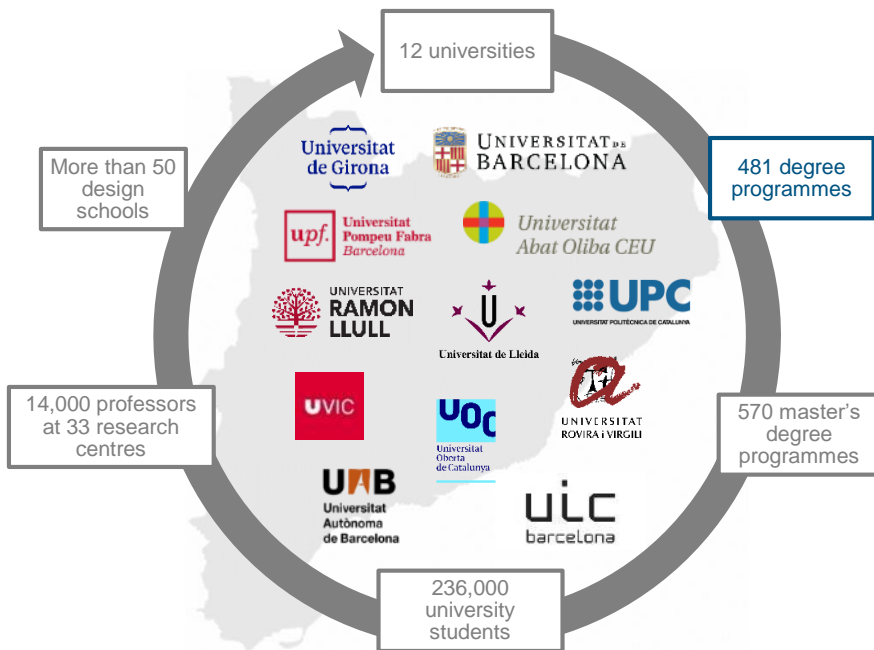 12 universities
481 degree
programmes
570 master's
degree
programmes
236,000
university
students
14,000 professors
at 33 research
centres
More than 50
design
schools
Universitat
de Girona
UNIVERSITAT DE
BARCELONA
upf.
Universitat
Pompeu Fabra
Barcelona
Universitat
Abat Oliba CEU
UNIVERSITAT
RAMON
LLULL
U
Universitat de Lleida
UPC
UNIVERSITAT POLITÈCNICA DE CATALUNYA
UVIC
UOC
Universitat
Oberta
de Catalunya
UNIVERSITAT
ROVIRA i VIRGILI
UAB
Universitat
Autònoma
de Barcelona
uic
barcelona